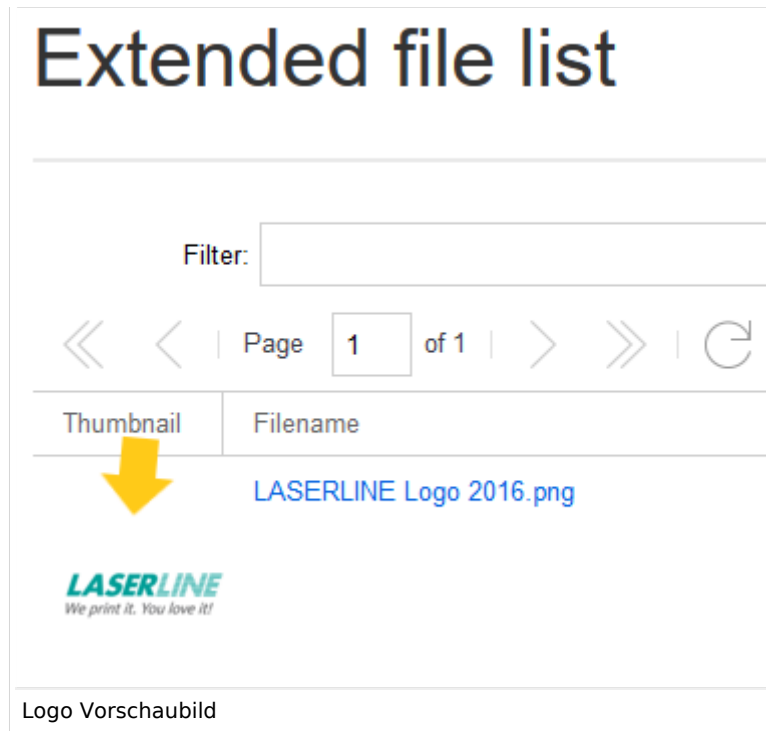 Extended file list
Filter:
Page 1 of 1
Thumbnail Filename
LASERLINE Logo 2016.png
LASERLINE
We print it. You love it!
Logo Vorschaubild